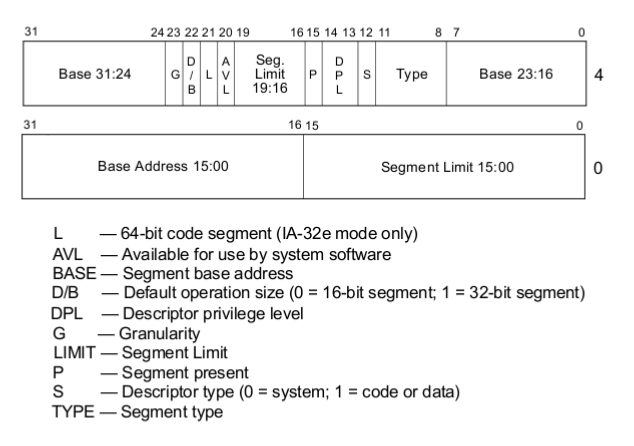 31 24 23 22 21 20 19 16 15 14 13 12 11 8 7 0
Base 31:24 G D/B L AVL Seg. Limit 19:16 P DPL S Type Base 23:16 4
31 16 15 0
Base Address 15:00 Segment Limit 15:00 0
L — 64-bit code segment (IA-32e mode only)
AVL — Available for use by system software
BASE — Segment base address
D/B — Default operation size (0 = 16-bit segment; 1 = 32-bit segment)
DPL — Descriptor privilege level
G — Granularity
LIMIT — Segment Limit
P — Segment present
S — Descriptor type (0 = system; 1 = code or data)
TYPE — Segment type